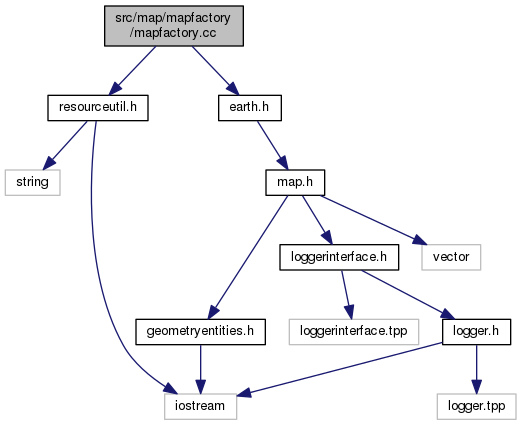 src/map/mapfactory
/mapfactory.cc
resourceutil.h
earth.h
string
map.h
loggerinterface.h
vector
geometryentities.h
loggerinterface.tpp
logger.h
iostream
logger.tpp